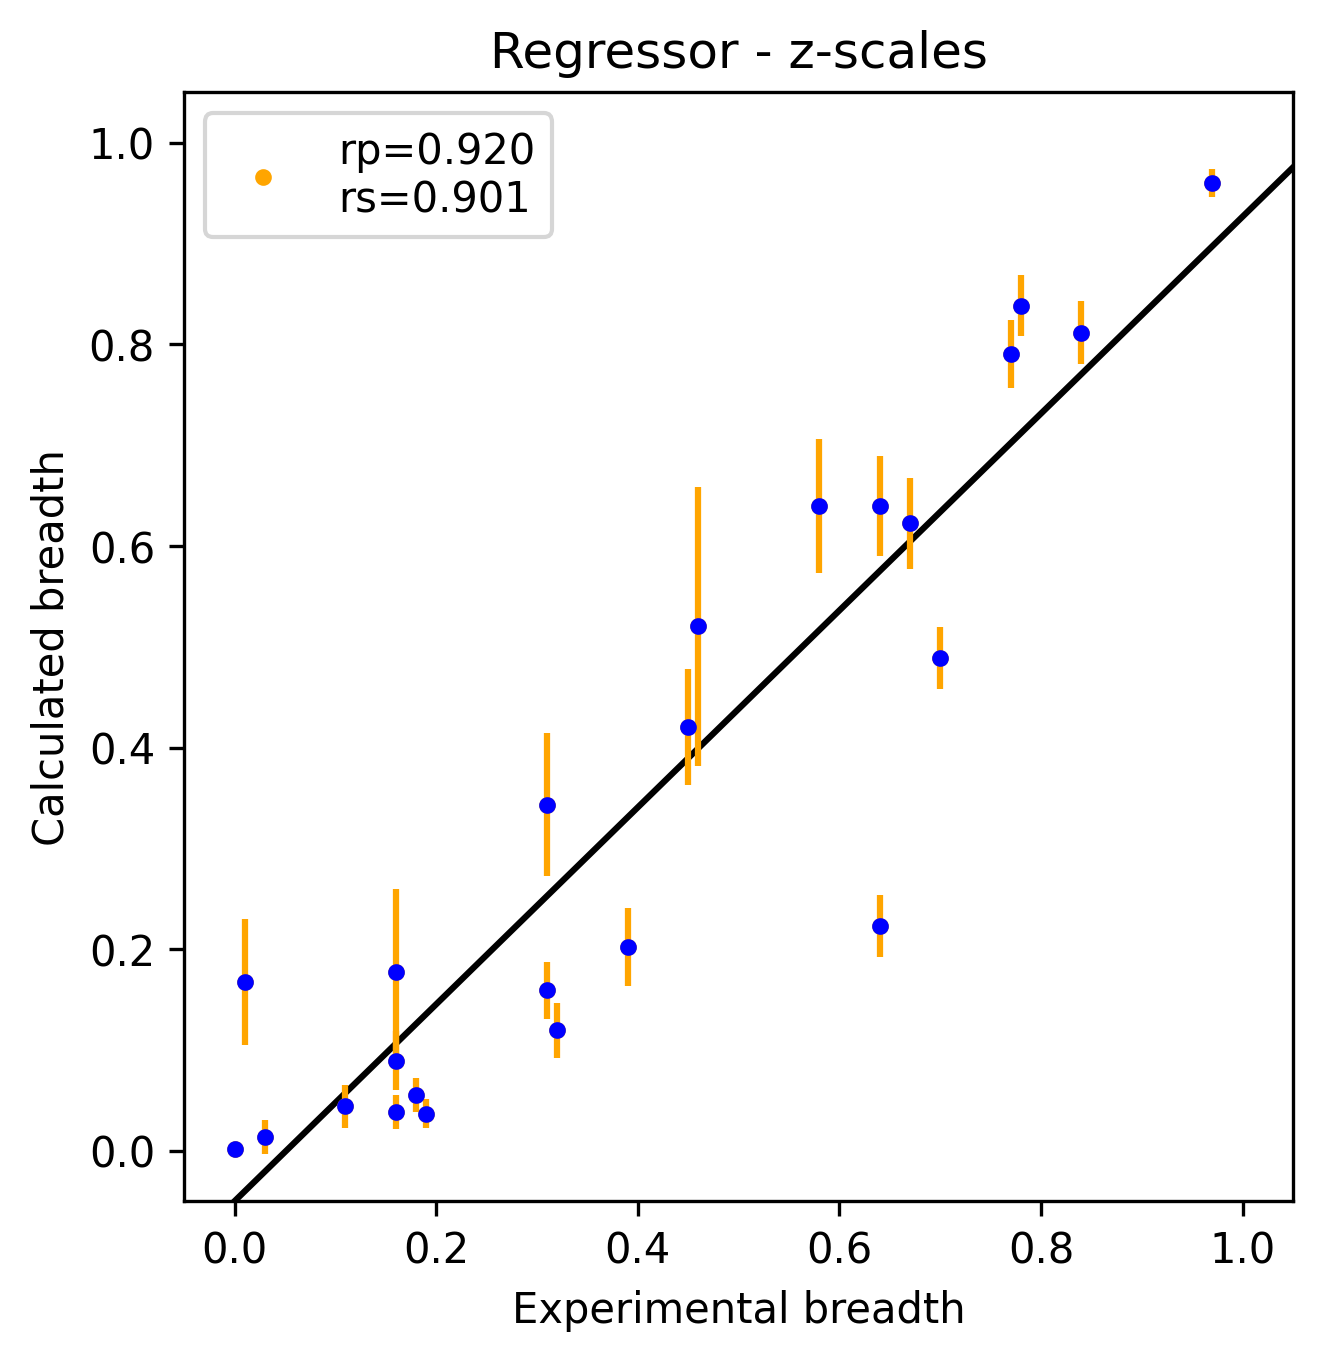 Regressor - z-scales
rp=0.920
rs=0.901
1.0
0.8
0.6
0.4
0.2
0.0
Calculated breadth
0.0 0.2 0.4 0.6 0.8 1.0
Experimental breadth